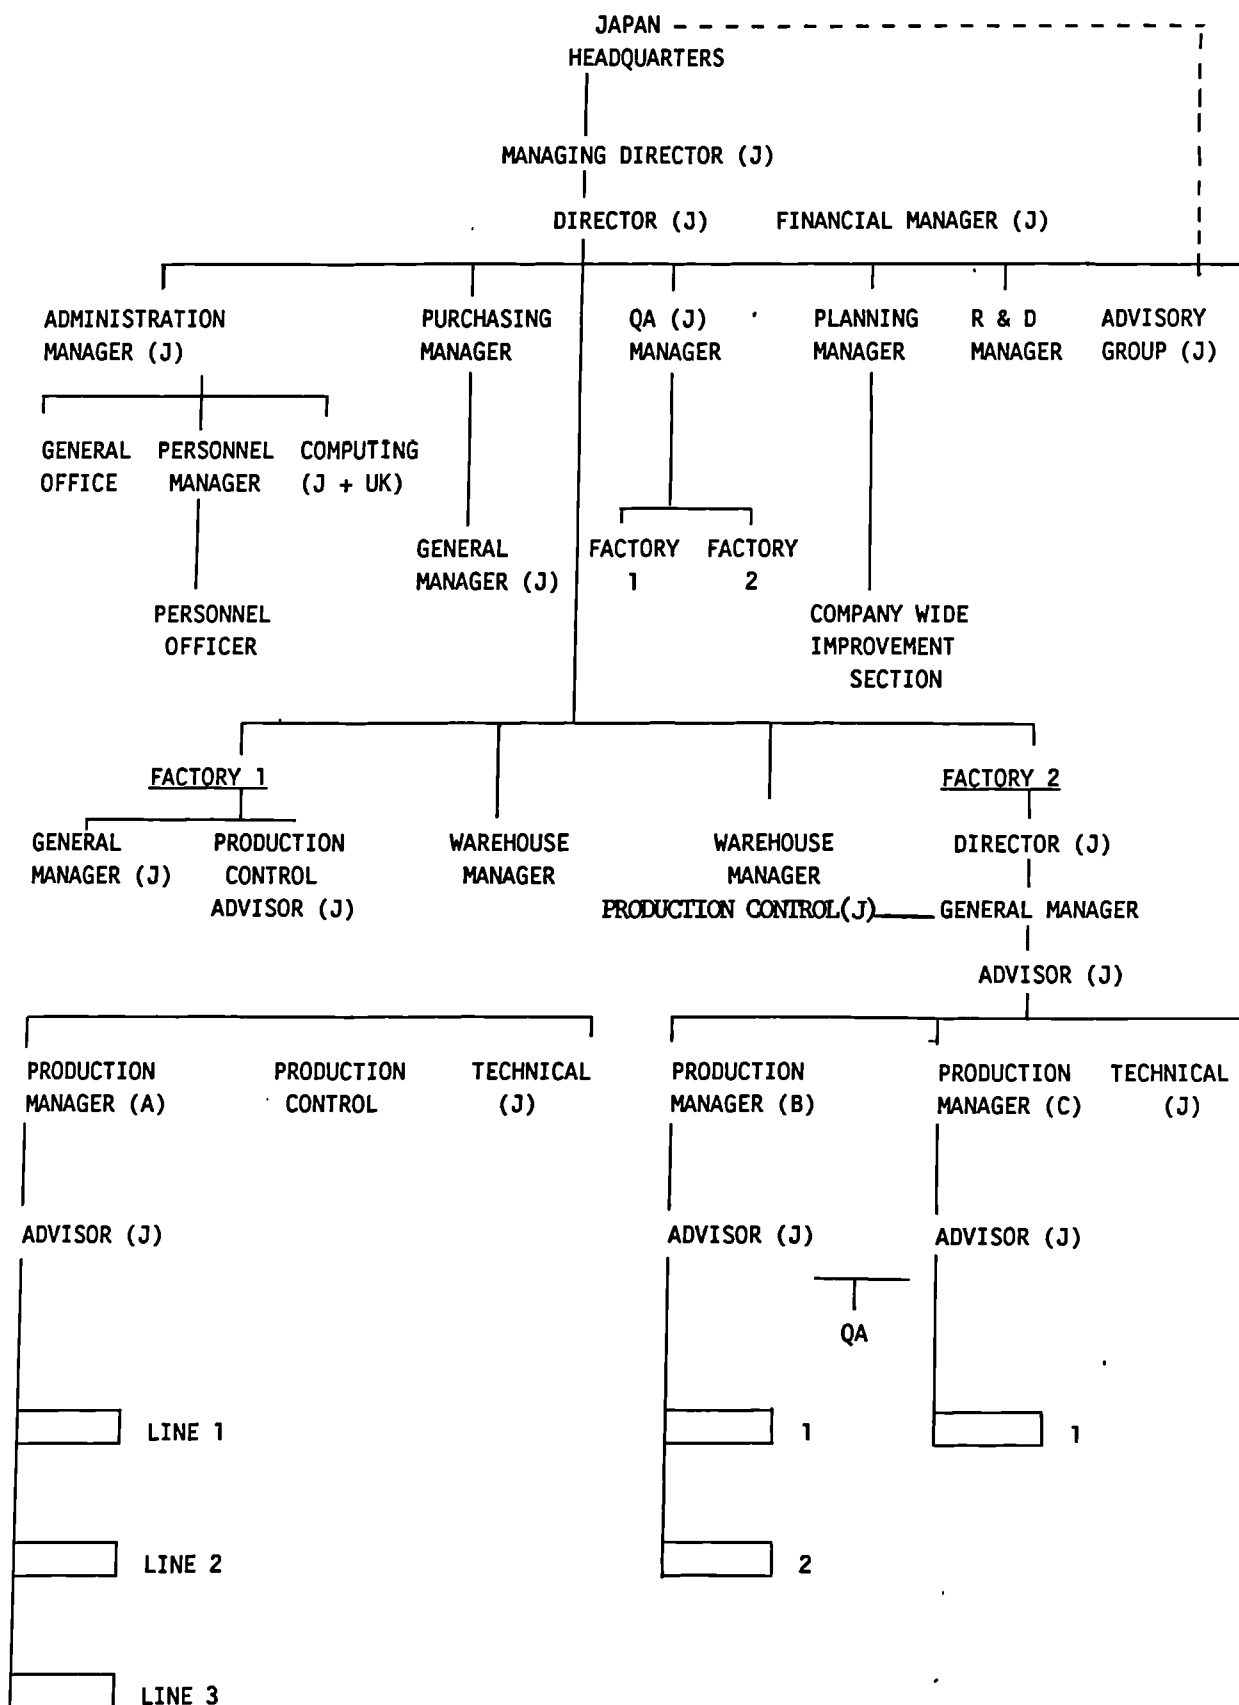 JAPAN
HEADQUARTERS
MANAGING DIRECTOR (J)
DIRECTOR (J) FINANCIAL MANAGER (J)
ADMINISTRATION
MANAGER (J)
PURCHASING
MANAGER
QA (J)
MANAGER
PLANNING
MANAGER
R & D
MANAGER
ADVISORY
GROUP (J)
GENERAL
OFFICE
PERSONNEL
MANAGER
COMPUTING
(J + UK)
PERSONNEL
OFFICER
GENERAL
MANAGER (J)
FACTORY
1
FACTORY
2
COMPANY WIDE
IMPROVEMENT
SECTION
FACTORY 1
GENERAL
MANAGER (J)
PRODUCTION
CONTROL
ADVISOR (J)
WAREHOUSE
MANAGER
WAREHOUSE
MANAGER
FACTORY 2
DIRECTOR (J)
PRODUCTION CONTROL(J)
GENERAL MANAGER
ADVISOR (J)
PRODUCTION
MANAGER (A)
PRODUCTION
CONTROL
TECHNICAL
(J)
PRODUCTION
MANAGER (B)
PRODUCTION
MANAGER (C)
TECHNICAL
(J)
ADVISOR (J)
ADVISOR (J)
ADVISOR (J)
QA
LINE 1
1
1
LINE 2
2
LINE 3